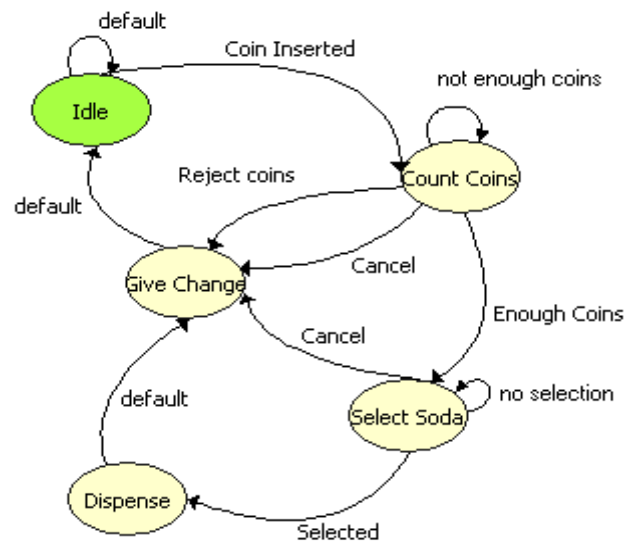 default
Coin Inserted
not enough coins
Idle
Reject coins
Count Coins
default
Cancel
Give Change
Enough Coins
Cancel
default
no selection
Select Soda
Dispense
Selected